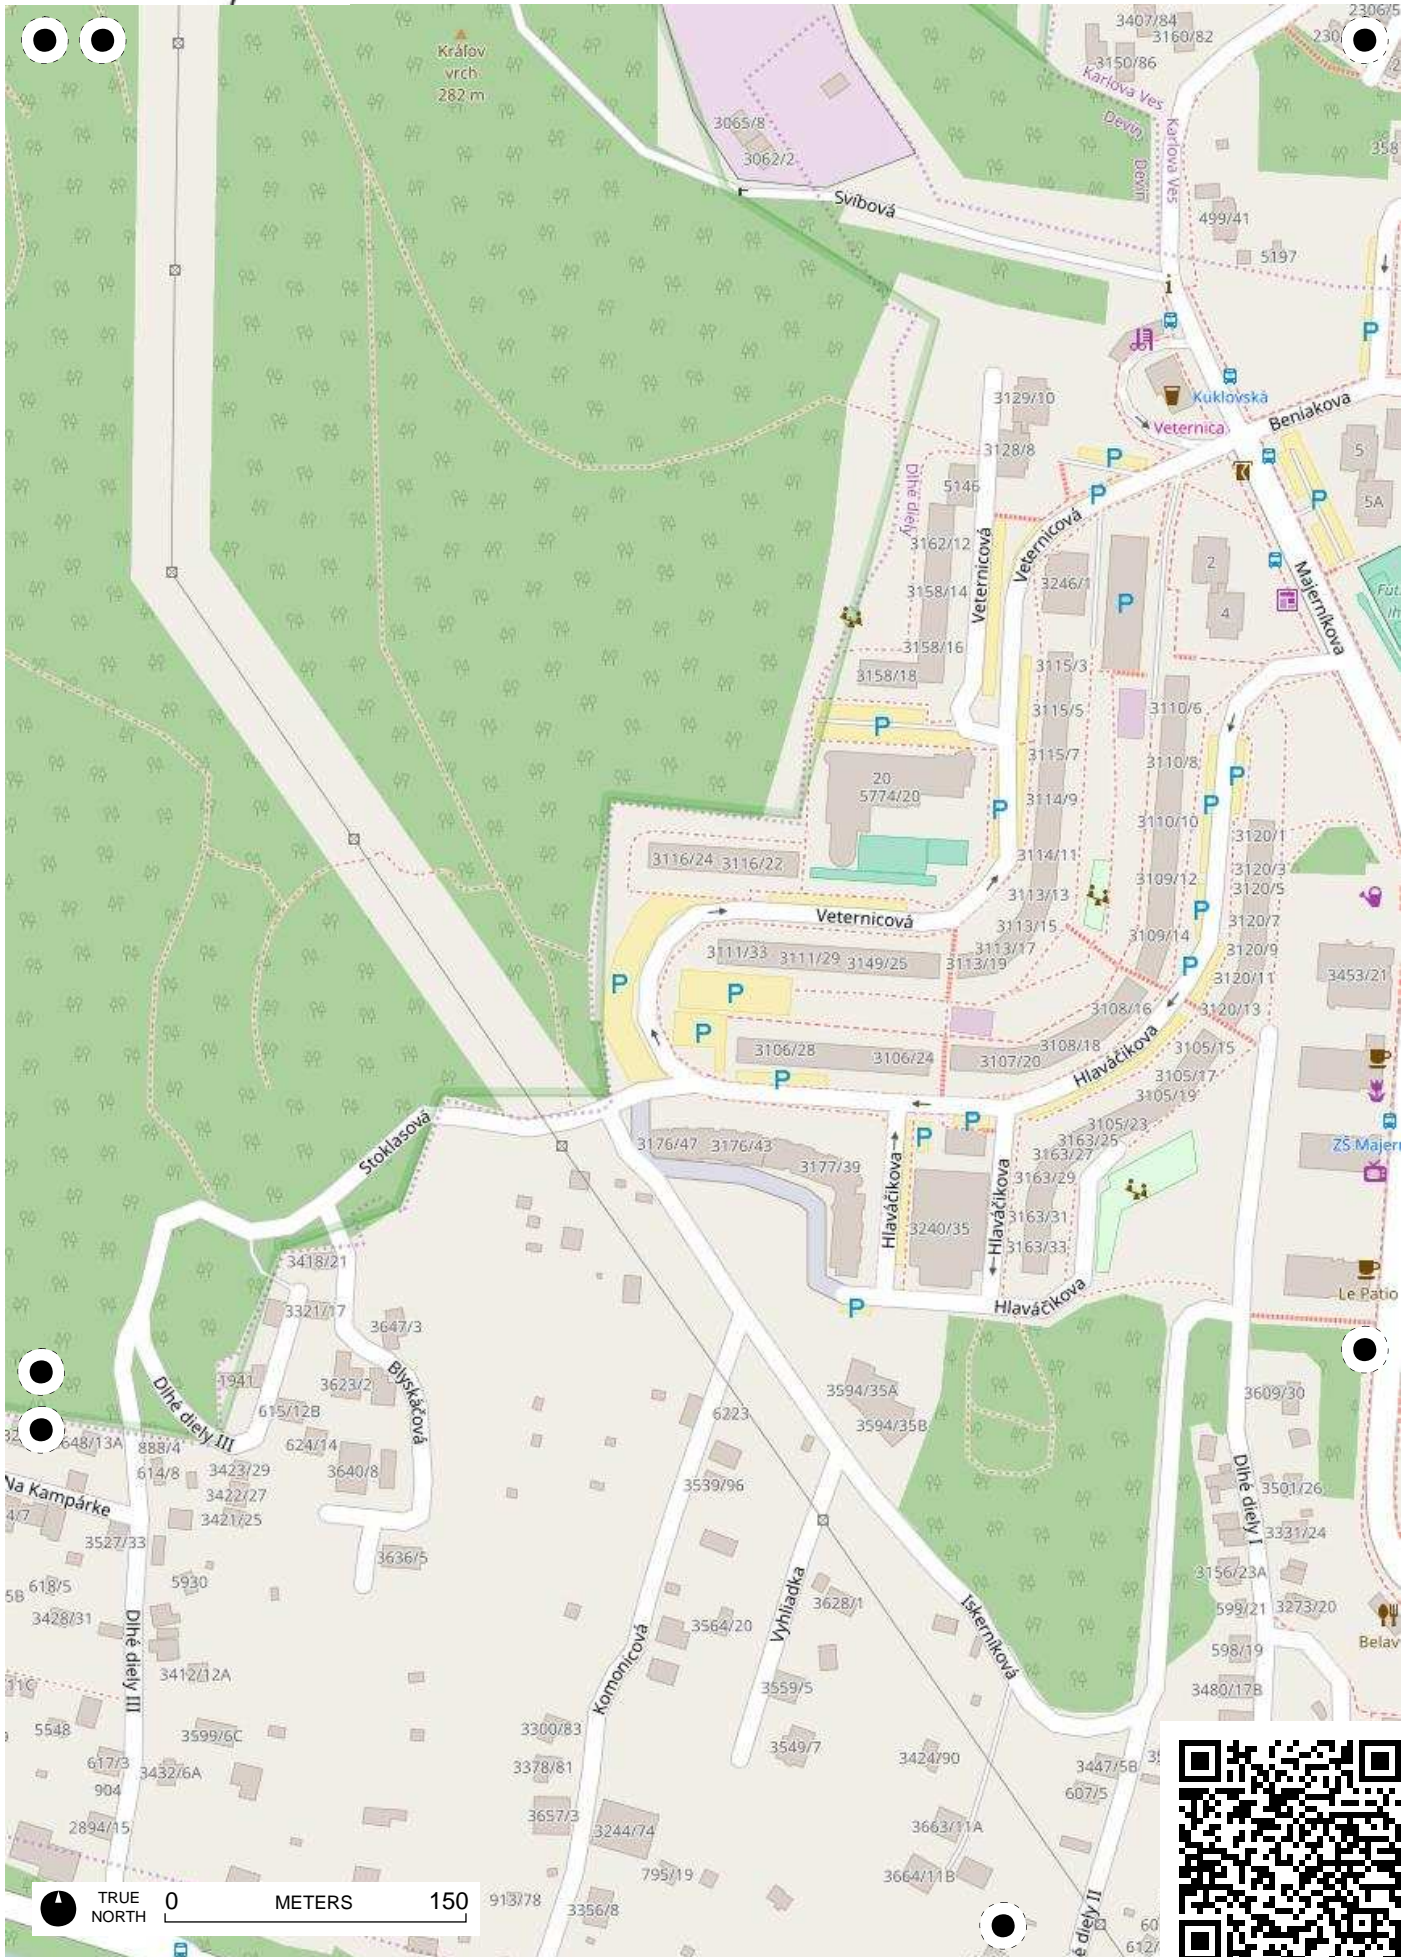 3407/84
3160/82
3150/86
Kráľov
vrch
282 m
Karlova Ves
Devín
Devín
Karlova Ves
3065/8
3062/2
Svíbová
499/41
5197
3129/10
3128/8
Kuklovská
Veternica
Beniakova
5
5A
5146
Dlhé diely
3162/12
Veternicová
Veternicová
3246/1
2
4
Majerníkova
3158/14
3158/16
3158/18
3115/3
3115/5
3110/6
3115/7
3110/8
20
5774/20
3114/9
3110/10
3120/1
3116/24
3116/22
3114/11
3109/12
3120/3
3120/5
3113/13
3120/7
Veternicová
3113/15
3109/14
3120/9
3111/33
3111/29
3149/25
3113/17
3113/19
3120/11
3453/21
3108/16
3120/13
3106/28
3106/24
3107/20
3108/18
Hlaváčikova
3105/15
3105/17
3105/19
Stoklasová
3176/47
3176/43
3177/39
3105/23
3163/25
3163/27
3163/29
ZŠ Majer
Hlaváčikova
3240/35
Hlaváčikova
3163/31
3163/33
3418/21
Hlaváčikova
Le Patio
3321/17
3647/3
1941
3623/2
Blyskáčová
3594/35A
3594/35B
3609/30
Dlhé diely III
615/12B
6223
648/13A
888/4
624/14
614/8
3423/29
3640/8
3422/27
3421/25
3539/96
Dlhé diely I
3501/26
Na Kampárke
3527/33
3331/24
3636/5
5930
618/5
3428/31
3156/23A
Vyhliadka
3628/1
Iskerníková
599/21
3273/20
3564/20
Dlhé diely III
3412/12A
Komonicová
598/19
Belav
3559/5
3480/17B
5548
3599/6C
3300/83
3549/7
3424/90
617/3
3432/6A
3378/81
3447/5B
607/5
904
2894/15
3657/3
3244/74
3663/11A
795/19
3664/11B
913/78
3356/8
é diely II
TRUE
NORTH
0 METERS 150